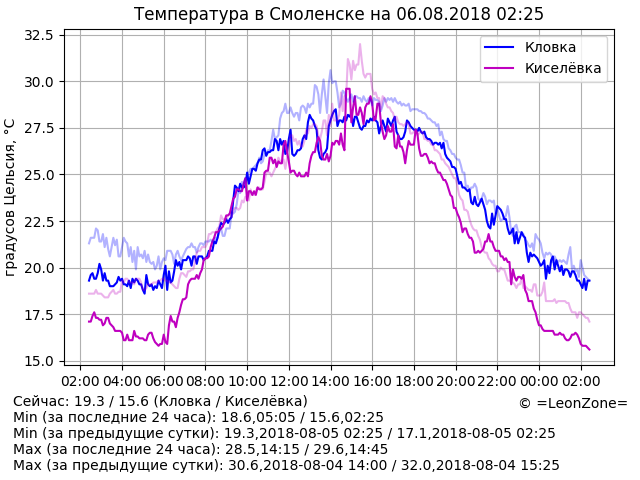 Температура в Смоленске на 06.08.2018 02:25
градусов Цельсия, °C
32.5
30.0
27.5
25.0
22.5
20.0
17.5
15.0
Кловка
Киселёвка
02:00 04:00 06:00 08:00 10:00 12:00 14:00 16:00 18:00 20:00 22:00 00:00 02:00
Сейчас: 19.3 / 15.6 (Кловка / Киселёвка)
© =LeonZone=
Min (за последние 24 часа): 18.6,05:05 / 15.6,02:25
Min (за предыдущие сутки): 19.3,2018-08-05 02:25 / 17.1,2018-08-05 02:25
Max (за последние 24 часа): 28.5,14:15 / 29.6,14:45
Max (за предыдущие сутки): 30.6,2018-08-04 14:00 / 32.0,2018-08-04 15:25